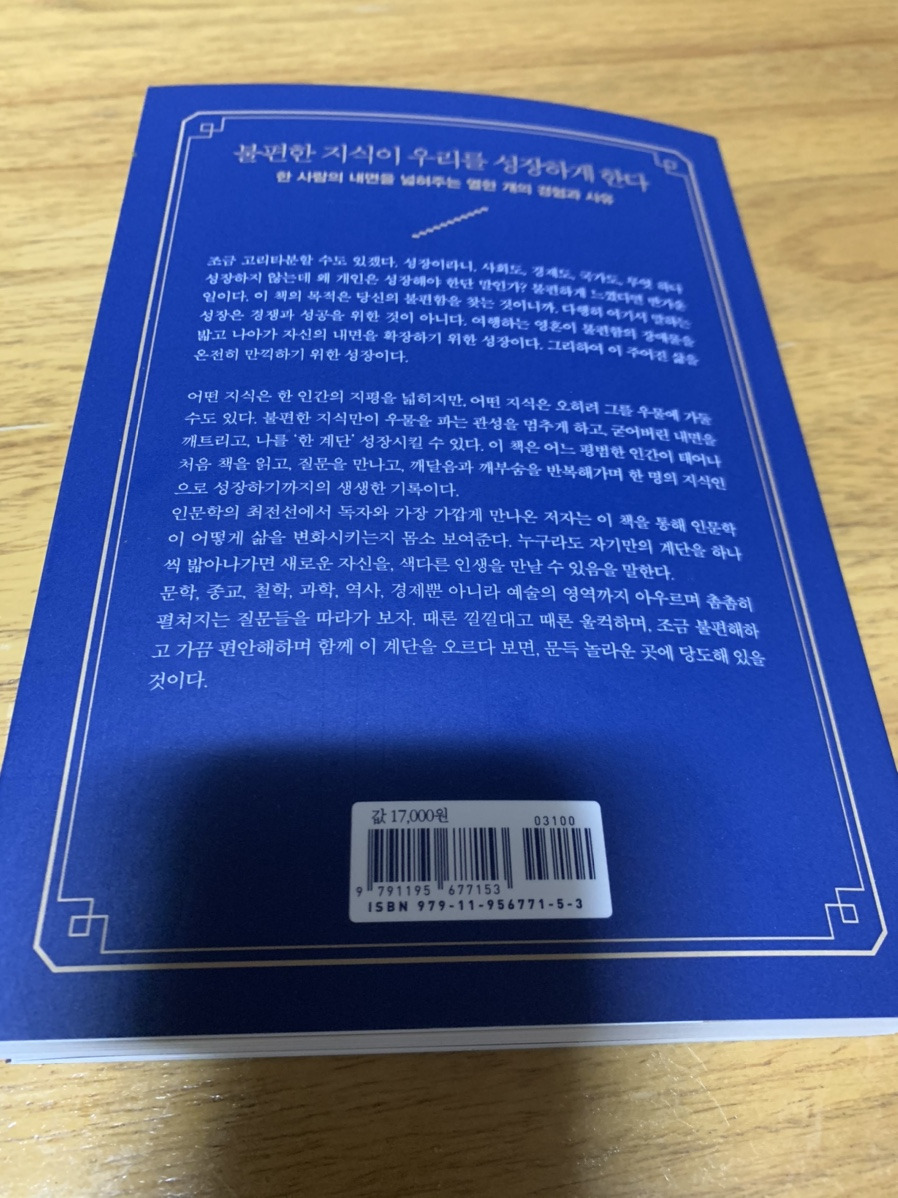 불편한 지식이 우리를 성장하게 한다
한 사람의 내면을 넓혀주는 열한 개의 경험과 사유
조금 고리타분할 수도 있겠다. 성장이라니, 사회도, 경제도, 국가도, 무엇 하나
성장하지 않는데 왜 개인은 성장해야 한단 말인가? 불편하게 느꼈다면 반가운
일이다. 이 책의 목적은 당신의 불편함을 찾는 것이니까. 다행히 여기서 말하는
성장은 경쟁과 성공을 위한 것이 아니다. 여행하는 영혼이 불편함의 장애물을
밟고 나아가 자신의 내면을 확장하기 위한 성장이다. 그리하여 이 주어진 삶을
온전히 만끽하기 위한 성장이다.
어떤 지식은 한 인간의 지평을 넓히지만, 어떤 지식은 오히려 그를 우물에 가둘
수도 있다. 불편한 지식만이 우물을 파는 관성을 멈추게 하고, 굳어버린 내면을
깨트리고, 나를 ‘한 계단’ 성장시킬 수 있다. 이 책은 어느 평범한 인간이 태어나
처음 책을 읽고, 질문을 만나고, 깨달음과 깨부숨을 반복해가며 한 명의 지식인
으로 성장하기까지의 생생한 기록이다.
인문학의 최전선에서 독자와 가장 가깝게 만나온 저자는 이 책을 통해 인문학
이 어떻게 삶을 변화시키는지 몸소 보여준다. 누구라도 자기만의 계단을 하나
씩 밟아나가면 새로운 자신을, 색다른 인생을 만날 수 있음을 말한다.
문학, 종교, 철학, 과학, 역사, 경제뿐 아니라 예술의 영역까지 아우르며 촘촘히
펼쳐지는 질문들을 따라가 보자. 때론 낄낄대고 때론 울컥하며, 조금 불편해하
고 가끔 편안해하며 함께 이 계단을 오르다 보면, 문득 놀라운 곳에 당도해 있을
것이다.
값 17,000원
03100
9 791195 677153
ISBN 979-11-956771-5-3